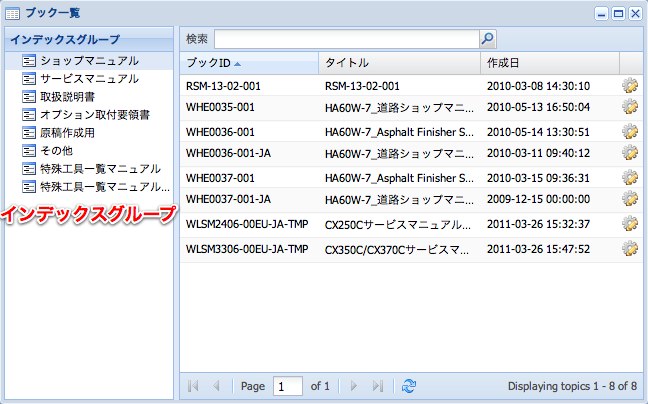 ブック一覧
インデックスグループ
ショップマニュアル
サービスマニュアル
取扱説明書
オプション取付要領書
原稿作成用
その他
特殊工具一覧マニュアル
特殊工具一覧マニュアル...
インデックスグループ
検索
ブックID タイトル 作成日
RSM-13-02-001 RSM-13-02-001 2010-03-08 14:30:10
WHE0035-001 HA60W-7_道路ショップマニ... 2010-05-13 16:50:04
WHE0036-001 HA60W-7_Asphalt Finisher S... 2010-05-14 13:30:51
WHE0036-001-JA HA60W-7_道路ショップマニ... 2010-03-11 09:40:12
WHE0037-001 HA60W-7_Asphalt Finisher S... 2010-03-15 09:36:31
WHE0037-001-JA HA60W-7_道路ショップマニ... 2009-12-15 00:00:00
WLSM2406-00EU-JA-TMP CX250Cサービスマニュアル... 2011-03-26 15:32:37
WLSM3306-00EU-JA-TMP CX350C/CX370Cサービスマ... 2011-03-26 15:47:52
Page 1 of 1 Displaying topics 1 - 8 of 8